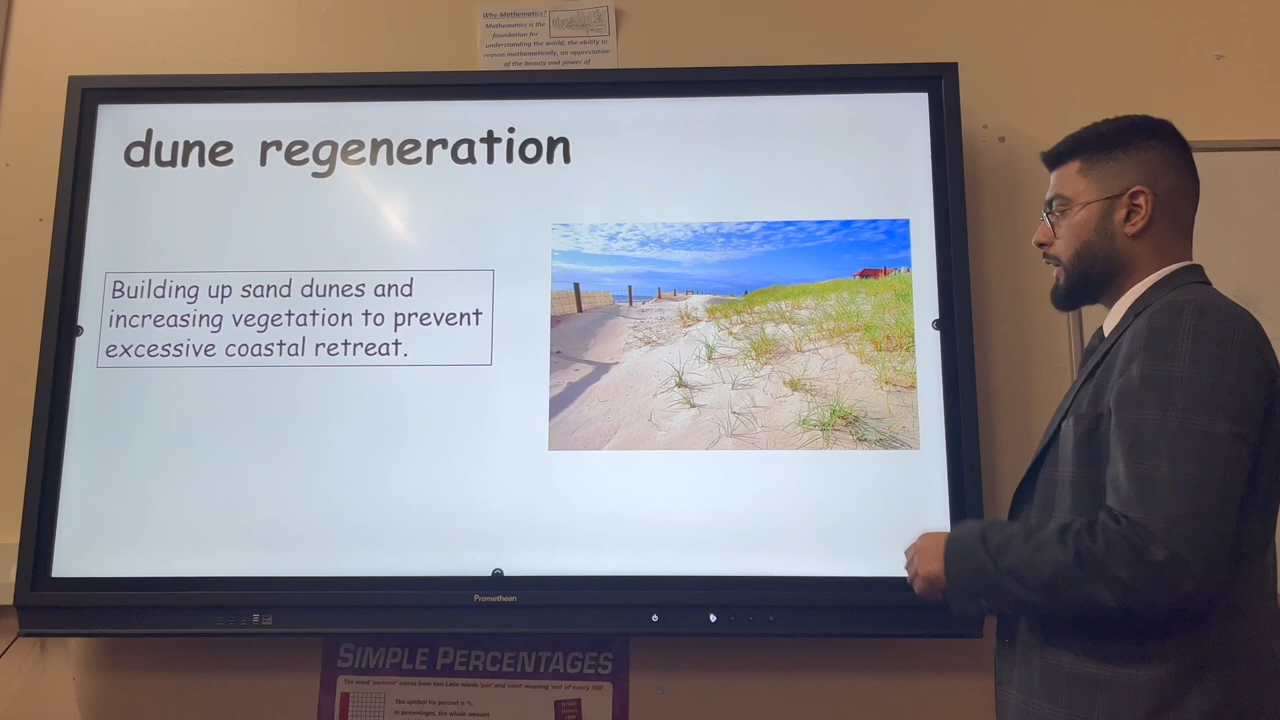 Why Mathematics?
Mathematics is the
foundation for
understanding the world, the ability to
reason mathematically, an appreciation
of the beauty and power of
dune regeneration
Building up sand dunes and
increasing vegetation to prevent
excessive coastal retreat.
Promethean
SIMPLE PERCENTAGES
The word 'percent' comes from two Latin words 'per' and 'cent' meaning 'out of every 100'.
The symbol for percent is %.
In percentages, the whole amount